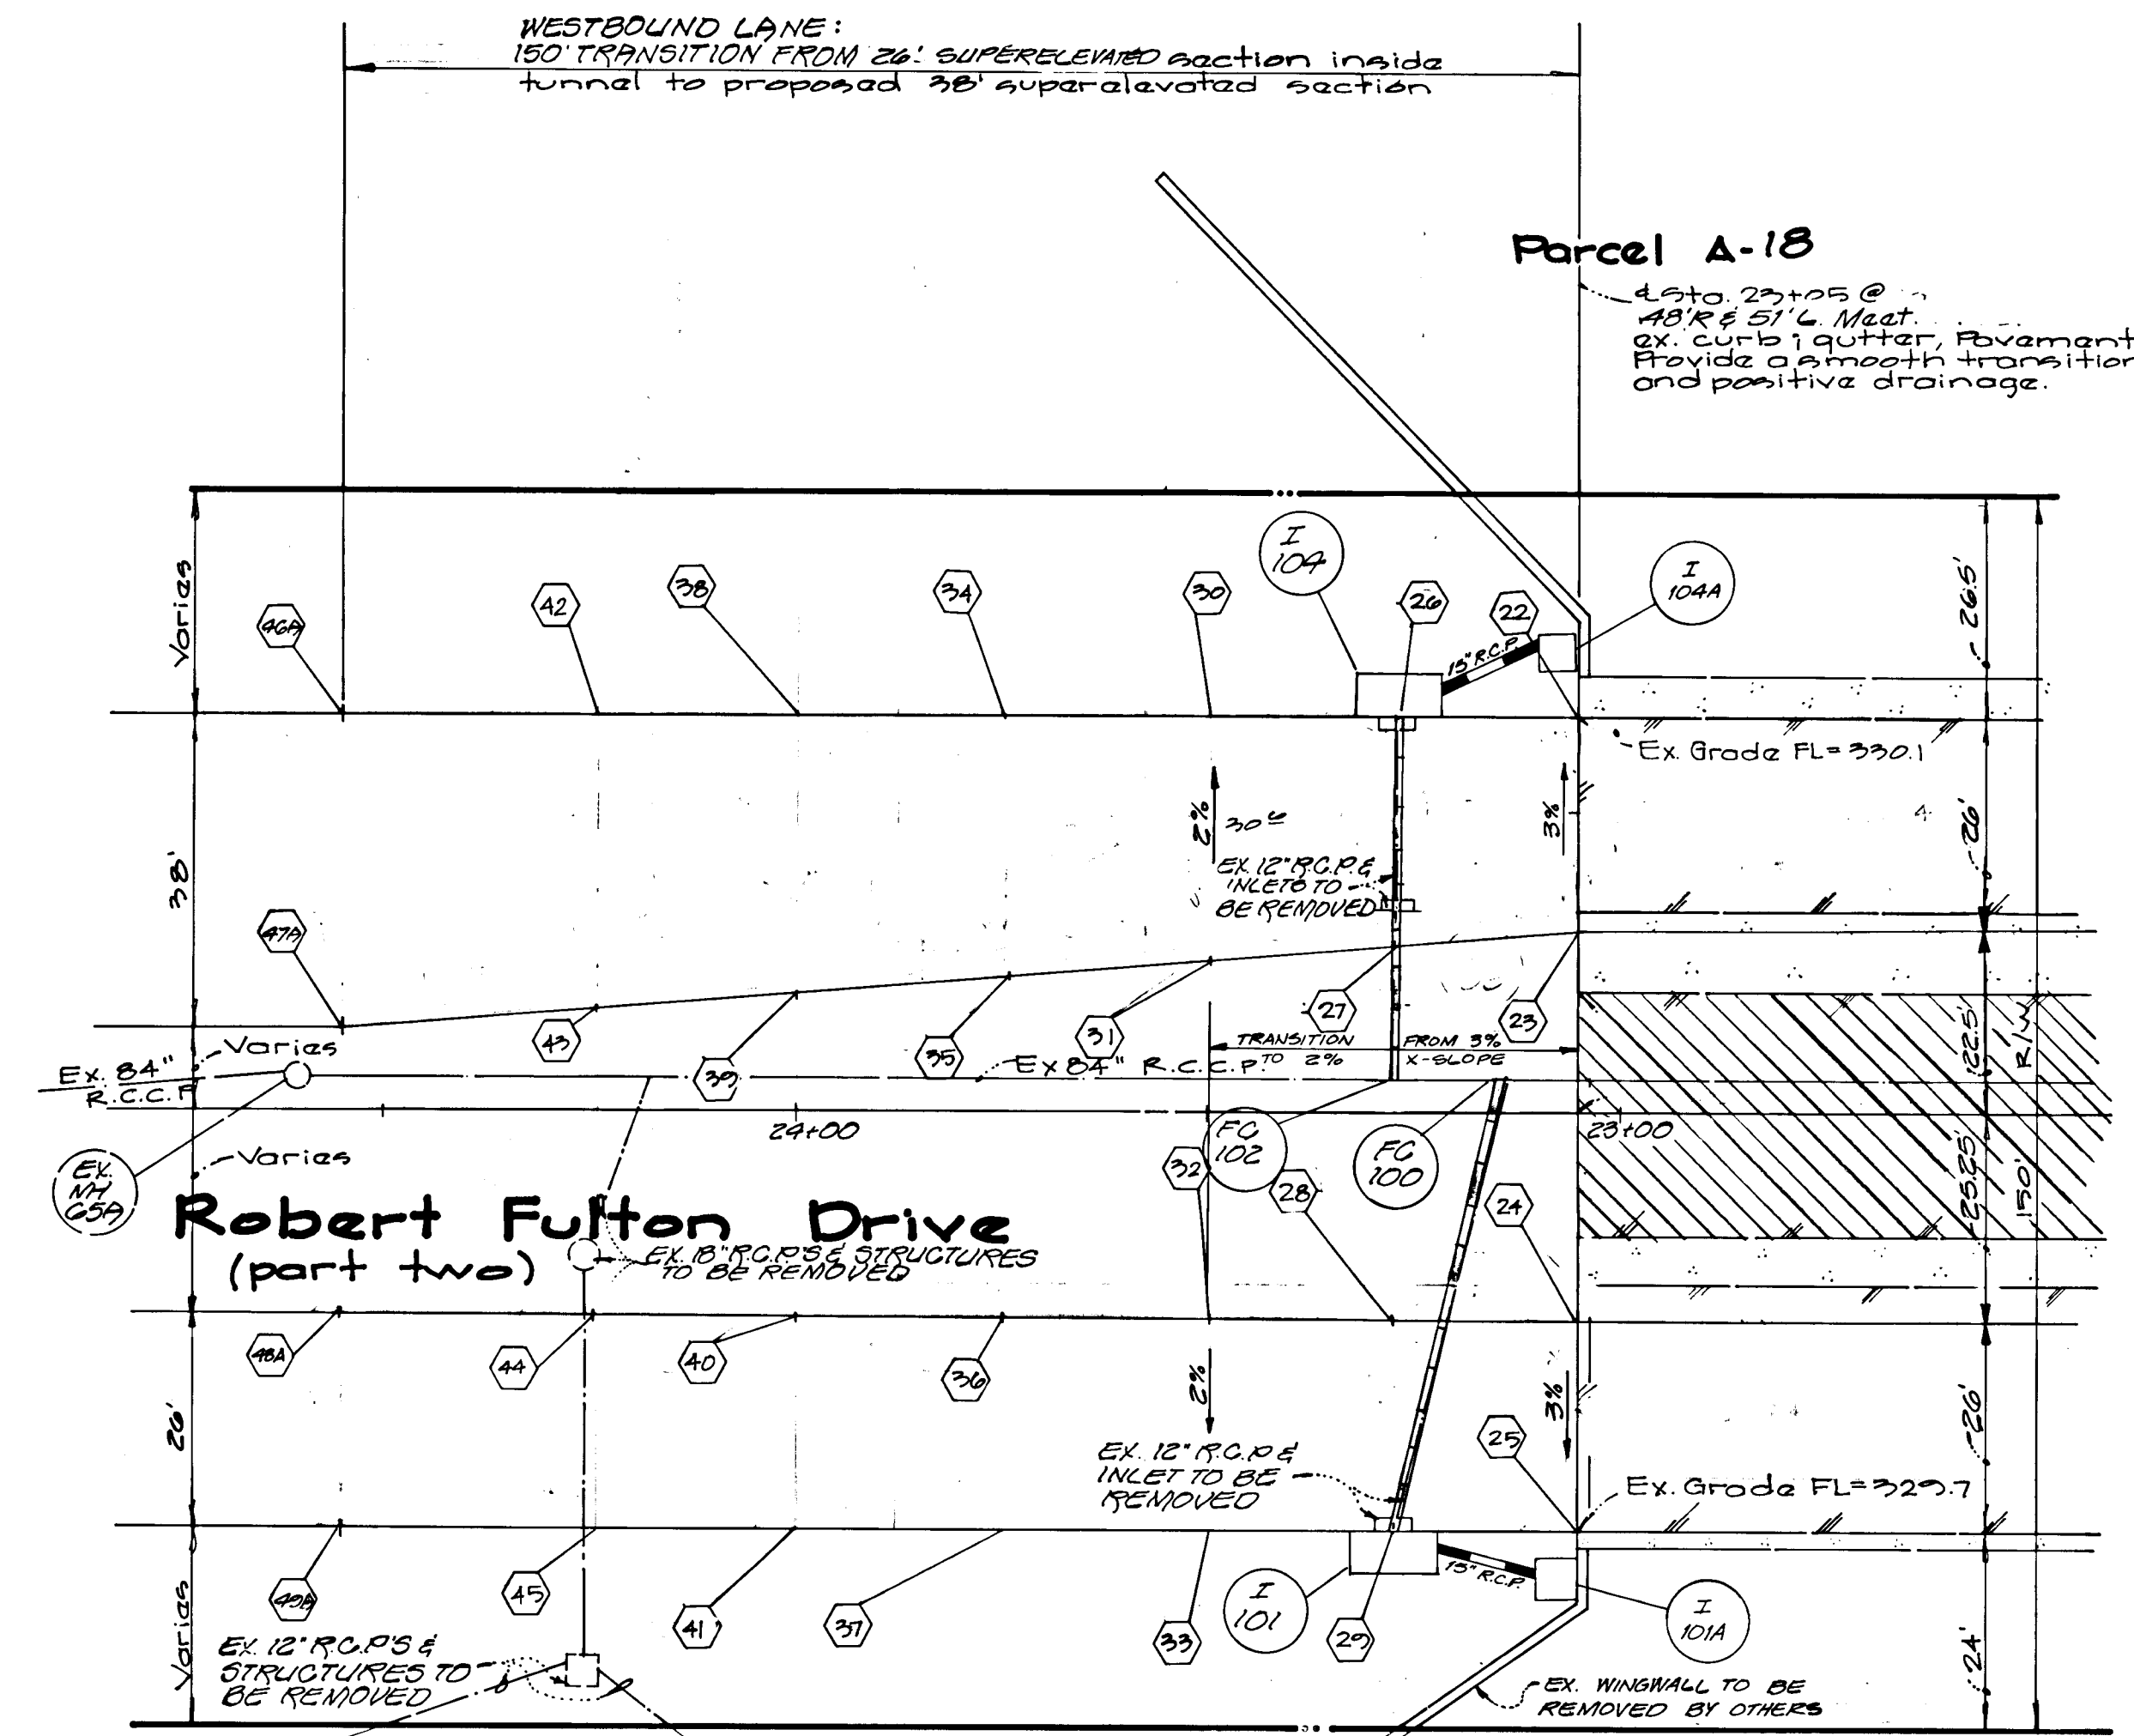 WESTBOUND LANE:
150' TRANSITION FROM 26' SUPERELEVATED section inside
tunnel to proposed 38' superelevated section
Parcel A-18
℄ Sta. 23+05 @
48'R & 51'L. Meet.
ex. curb & gutter, Pavement
Provide a smooth transition
and positive drainage.
I
104
I
104A
46A
42
38
34
30
26
22
15" R.C.P.
Varies
26.5'
Ex. Grade FL=330.1
2%
3%
EX. 12" R.C.P. &
INLETS TO
BE REMOVED
38'
26'
47A
43
39
35
31
27
23
TRANSITION FROM 3%
TO 2% X-SLOPE
Varies
Ex. 84"
R.C.C.P
Ex 84" R.C.C.P.
22.5'
R/W
24+00
23+00
FC
102
FC
100
EX.
MH
65A
Varies
Robert Fulton Drive
(part two)
EX. 18" R.C.P'S & STRUCTURES
TO BE REMOVED
32
28
24
25.25'
150'
48A
44
40
36
2%
3%
26'
26'
25
EX. 12" R.C.P &
INLET TO BE
REMOVED
Ex. Grade FL=329.7
45
41
37
33
29
I
101
15" R.C.P.
I
101A
Varies
24'
EX. 12" R.C.P'S &
STRUCTURES TO
BE REMOVED
EX. WINGWALL TO BE
REMOVED BY OTHERS